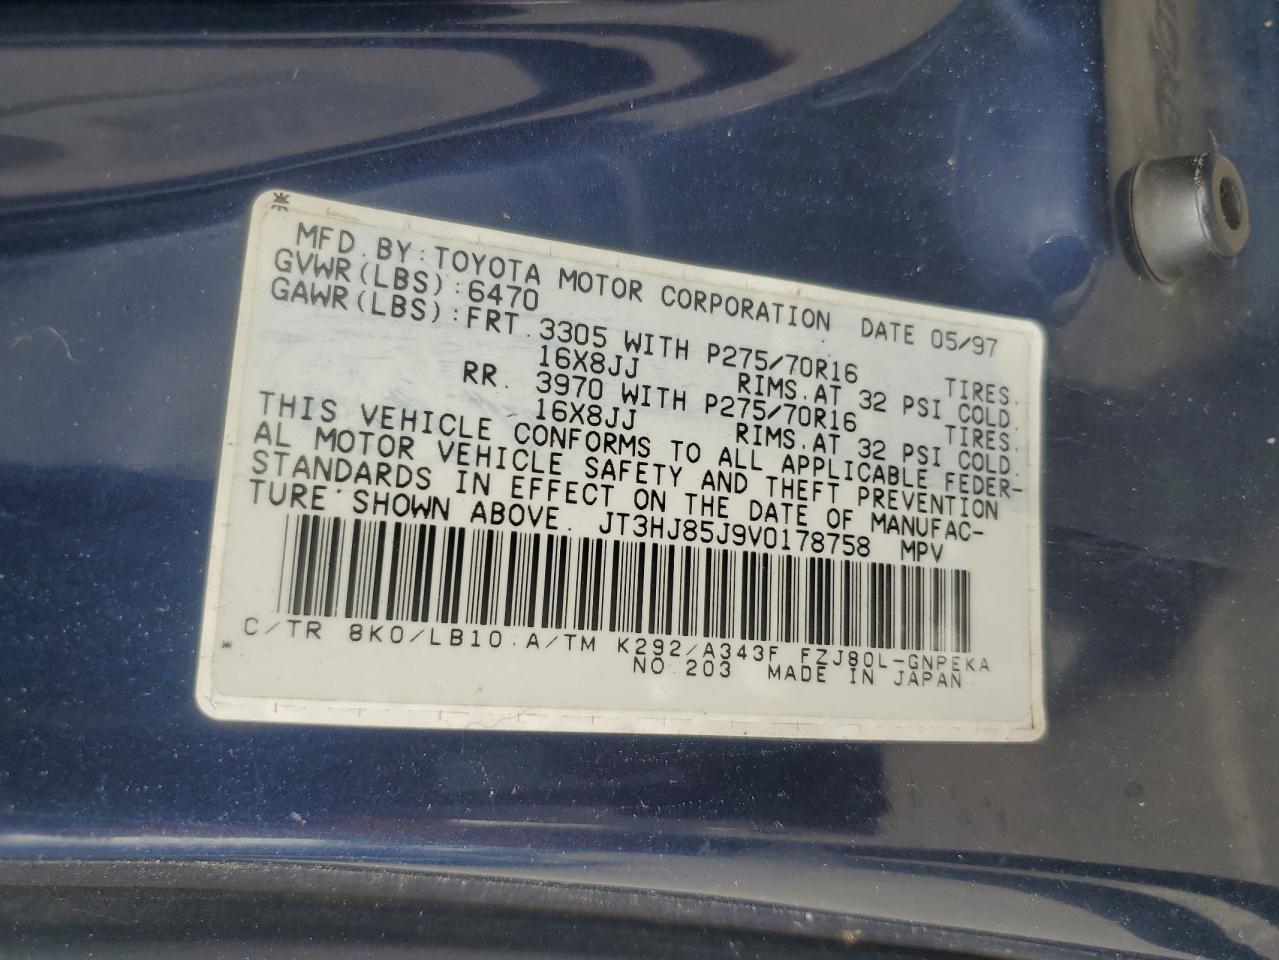 MFD. BY: TOYOTA MOTOR CORPORATION DATE 05/97
GVWR(LBS):6470
GAWR(LBS):FRT. 3305 WITH P275/70R16 TIRES.
16X8JJ RIMS.AT 32 PSI COLD.
RR. 3970 WITH P275/70R16 TIRES.
16X8JJ RIMS.AT 32 PSI COLD.
THIS VEHICLE CONFORMS TO ALL APPLICABLE FEDER-
AL MOTOR VEHICLE SAFETY AND THEFT PREVENTION
STANDARDS IN EFFECT ON THE DATE OF MANUFAC-
TURE SHOWN ABOVE. JT3HJ85J9V0178758 MPV
C/TR 8K0/LB10 A/TM K292/A343F FZJ80L-GNPEKA
NO.203 MADE IN JAPAN